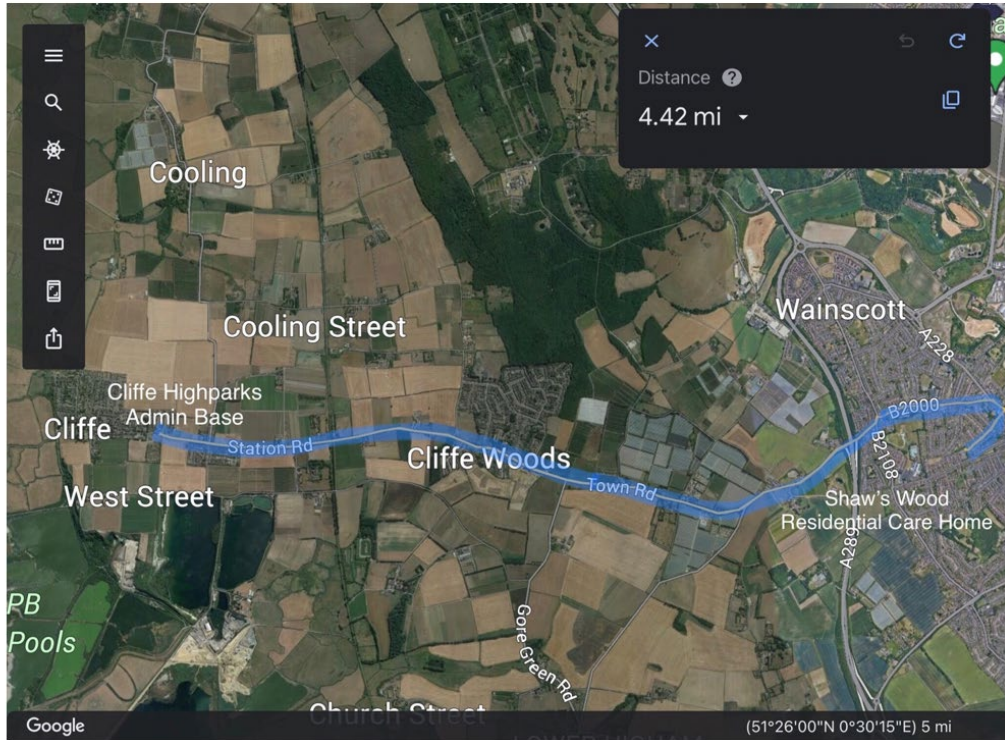 Distance ?
4.42 mi
Cooling
Cooling Street
Wainscott
A228
Cliffe Highparks
Admin Base
Cliffe
Station Rd
B2000
Cliffe Woods
B2108
West Street
Town Rd
Shaw's Wood
Residential Care Home
A289
PB
Pools
Gore Green Rd
Church Street
Google
(51°26'00"N 0°30'15"E) 5 mi